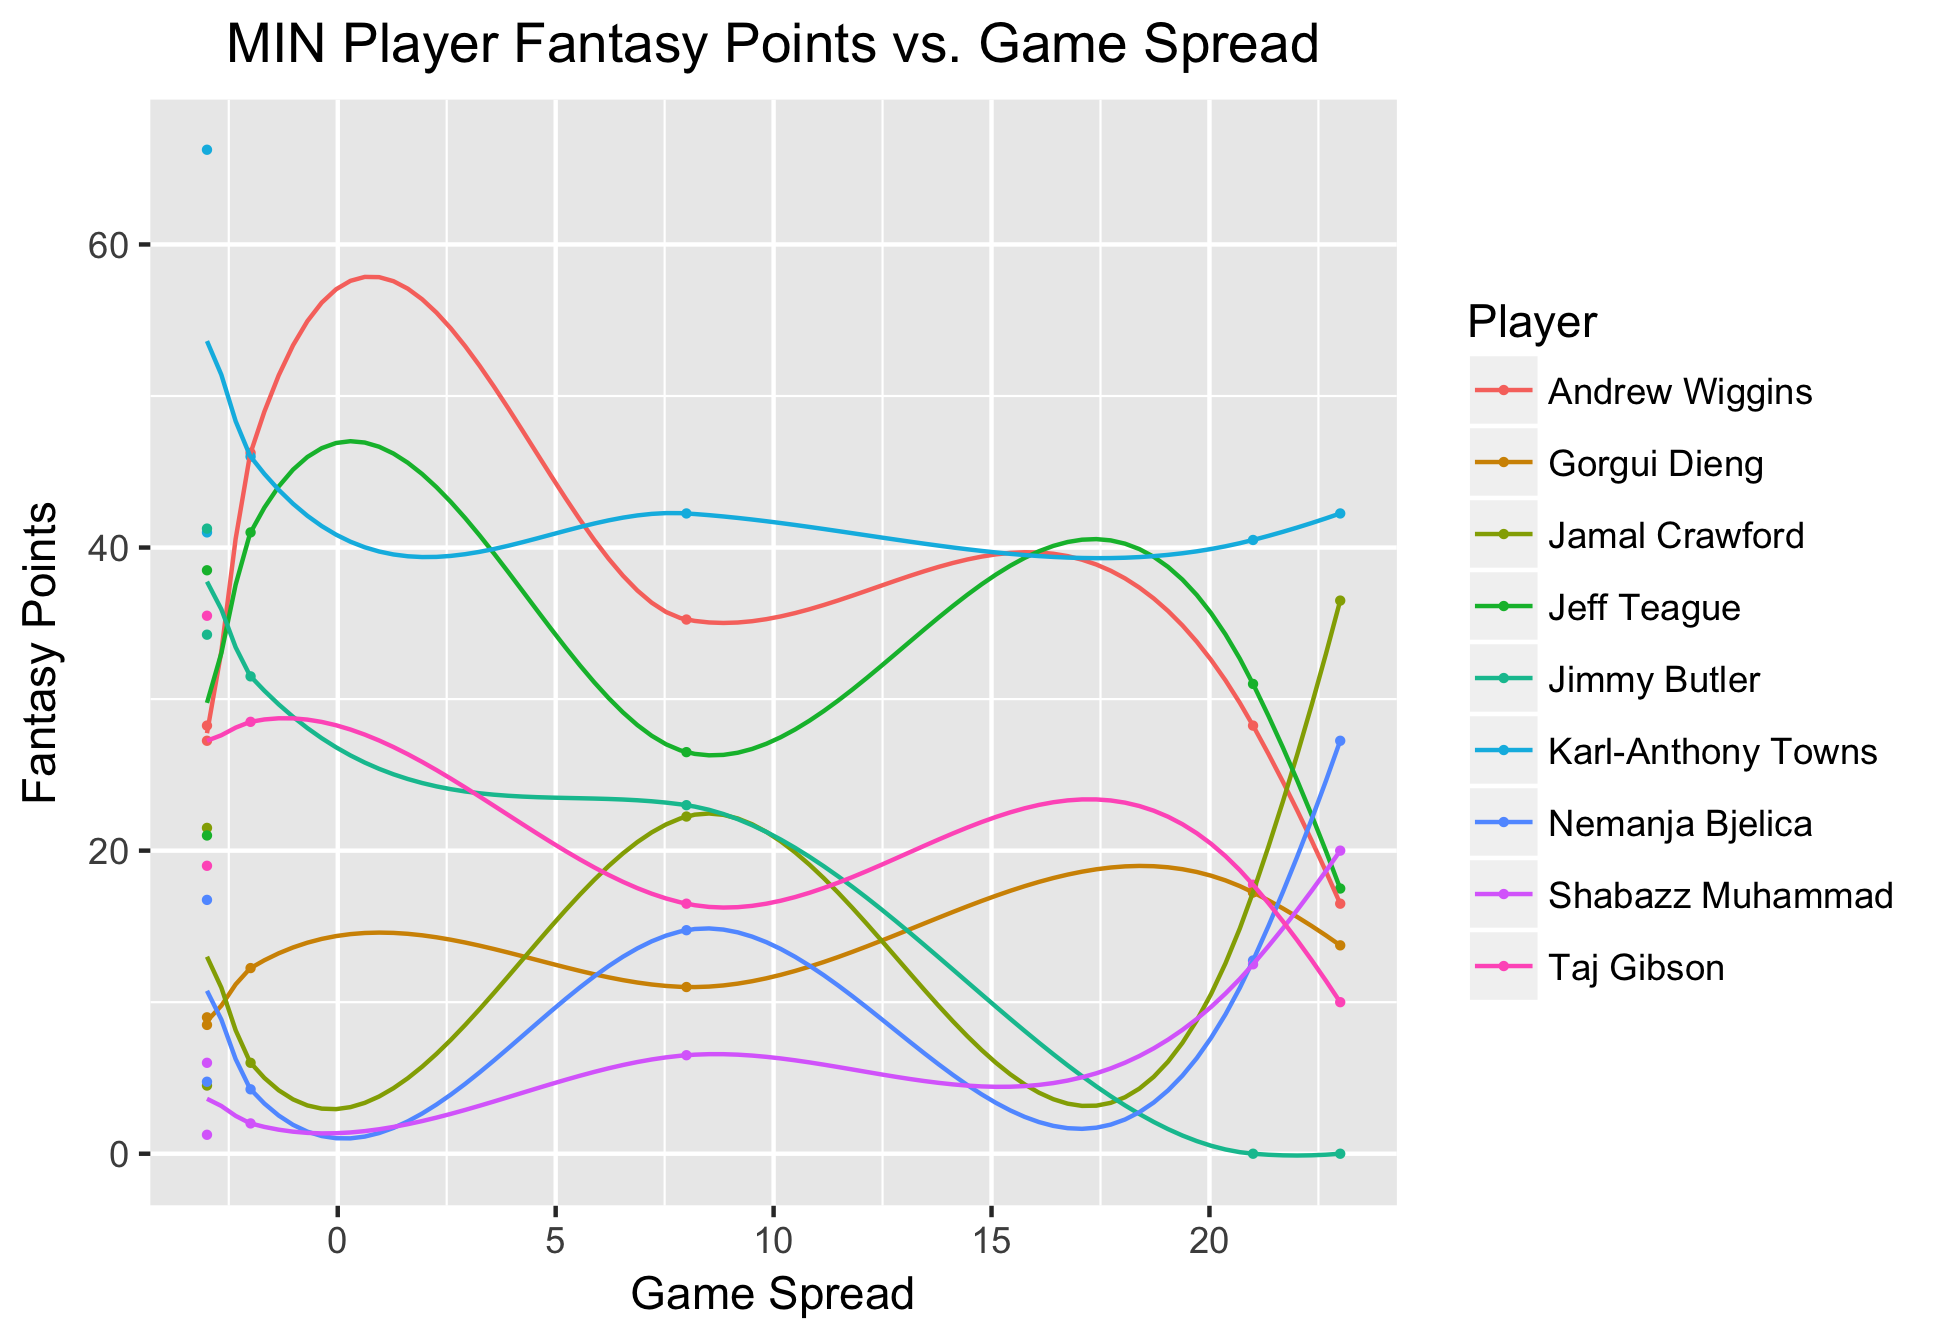 MIN Player Fantasy Points vs. Game Spread
60
40
20
0
Fantasy Points
0 5 10 15 20
Game Spread
Player
Andrew Wiggins
Gorgui Dieng
Jamal Crawford
Jeff Teague
Jimmy Butler
Karl-Anthony Towns
Nemanja Bjelica
Shabazz Muhammad
Taj Gibson